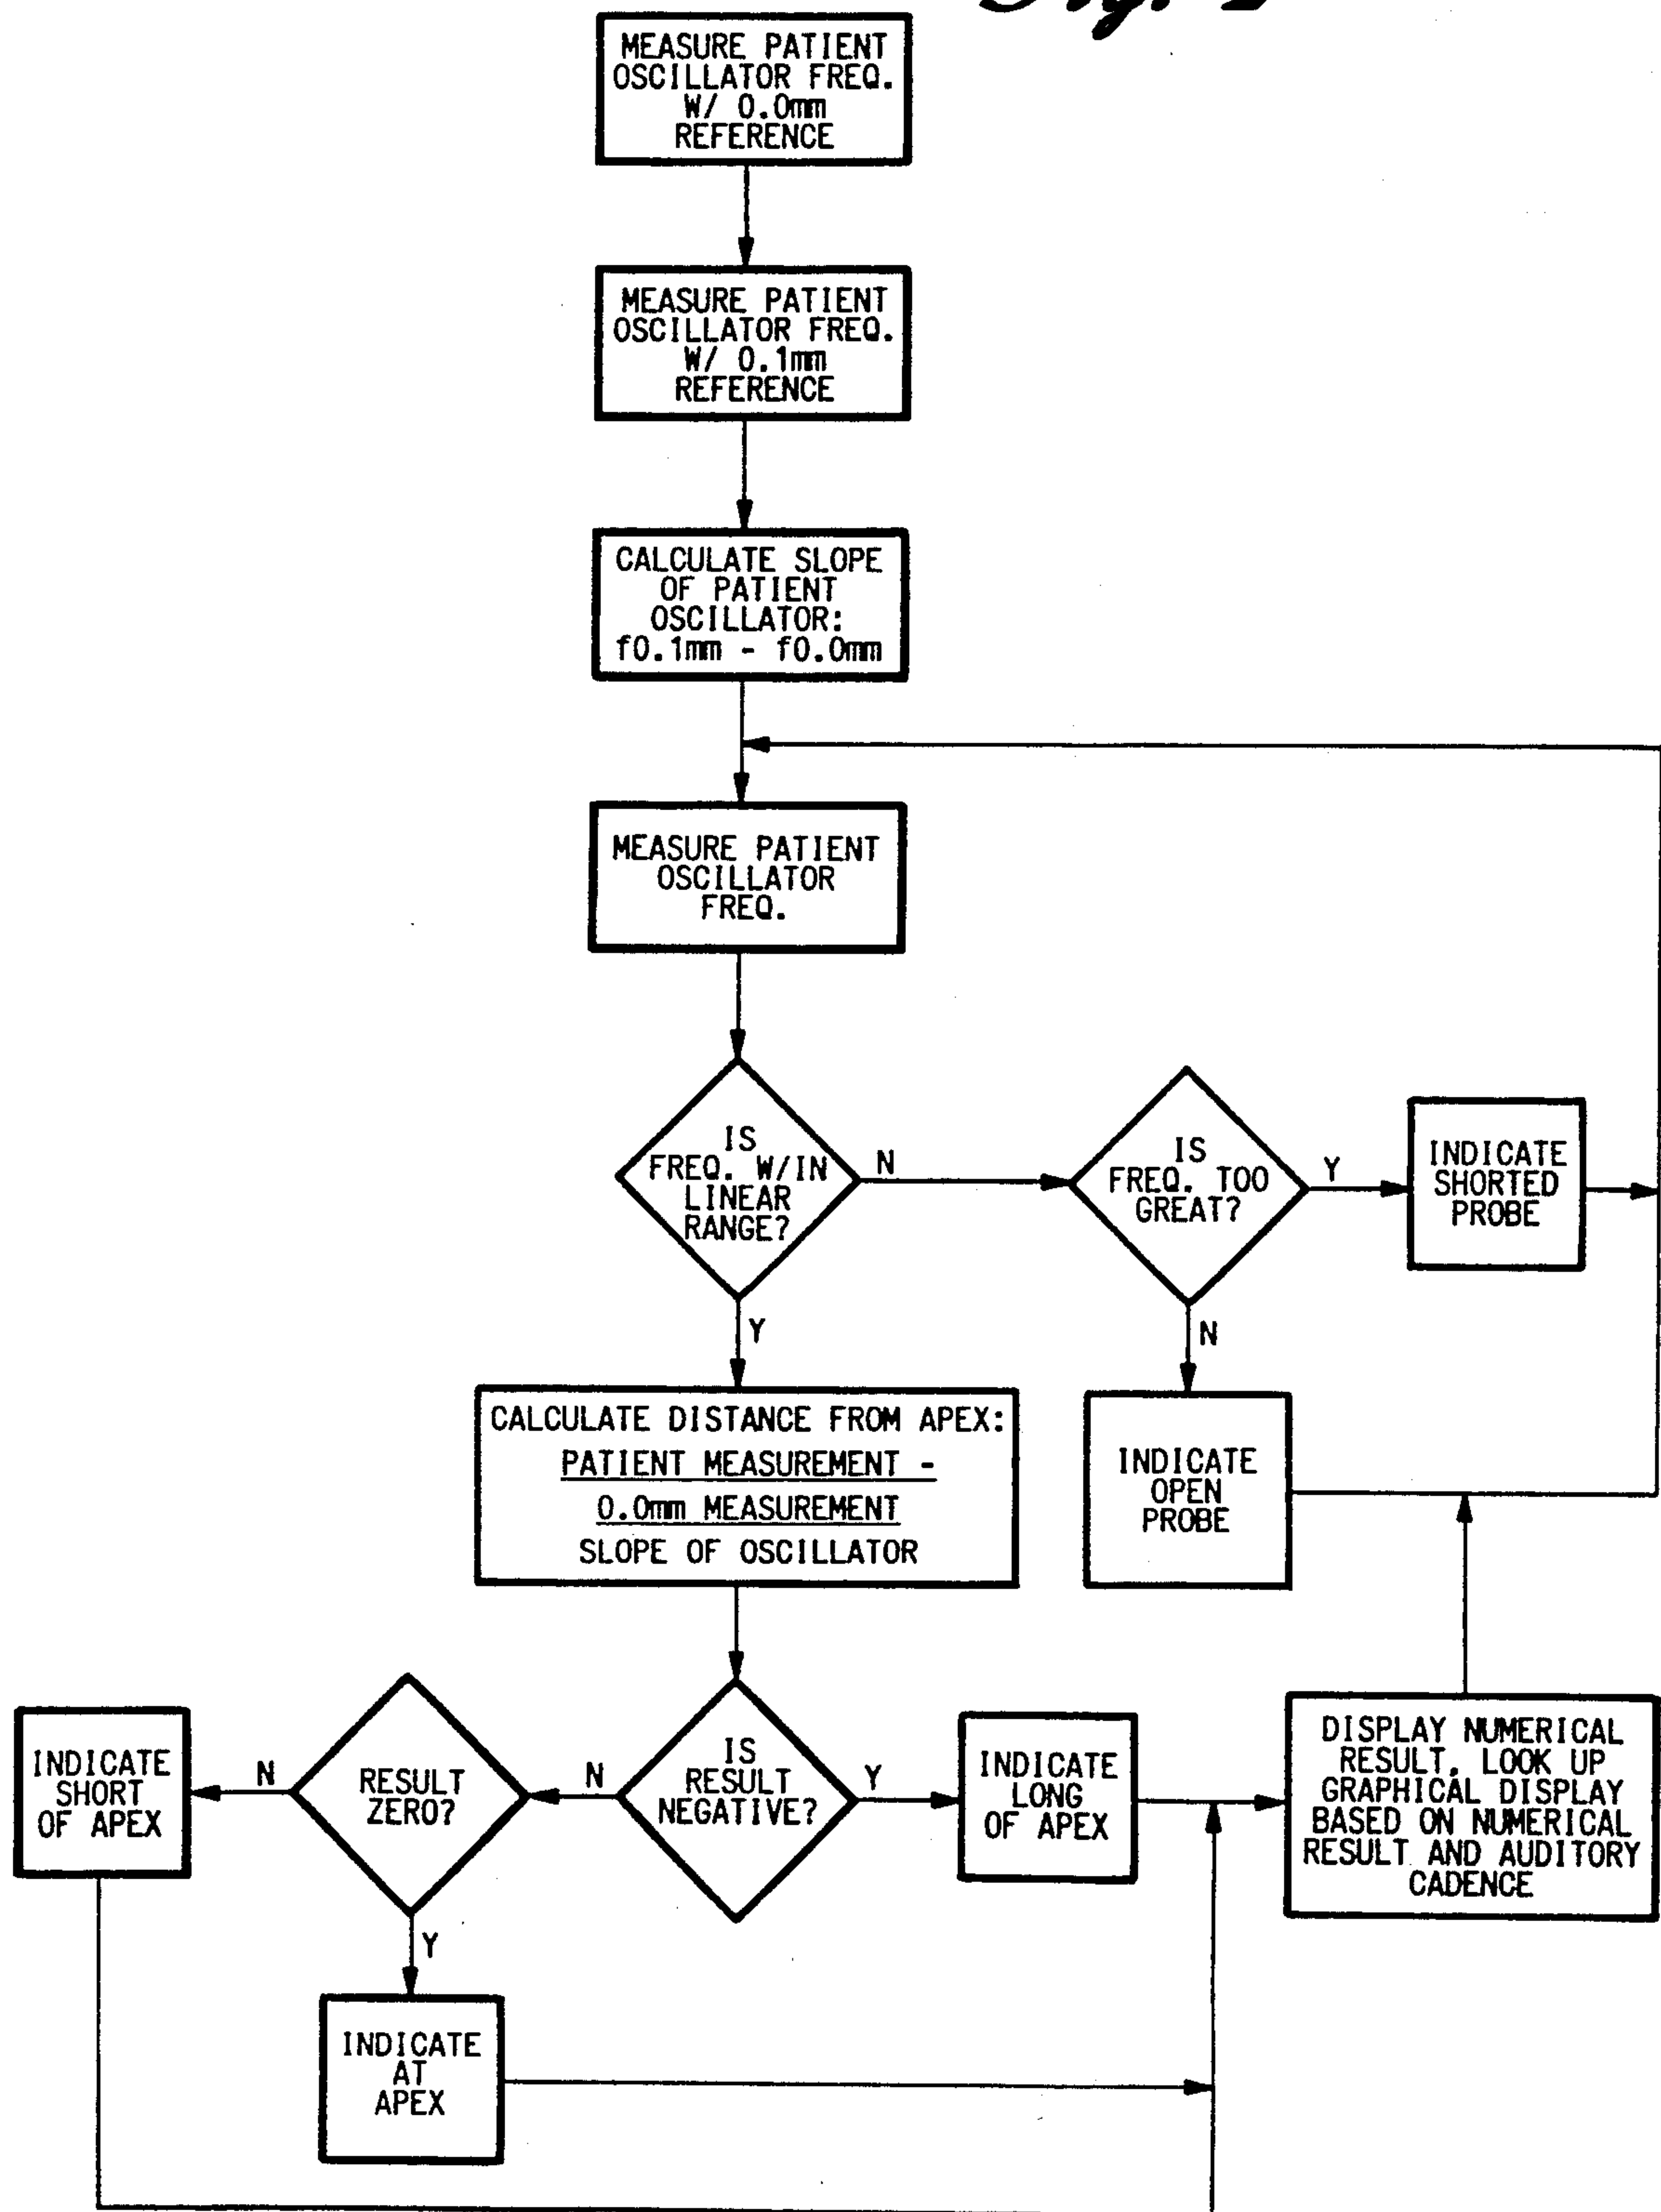 MEASURE PATIENT
OSCILLATOR FREQ.
W/ 0.0mm
REFERENCE
MEASURE PATIENT
OSCILLATOR FREQ.
W/ 0.1mm
REFERENCE
CALCULATE SLOPE
OF PATIENT
OSCILLATOR:
f0.1mm - f0.0mm
MEASURE PATIENT
OSCILLATOR
FREQ.
IS
FREQ. W/IN
LINEAR
RANGE?
N
Y
IS
FREQ. TOO
GREAT?
Y
N
INDICATE
SHORTED
PROBE
INDICATE
OPEN
PROBE
CALCULATE DISTANCE FROM APEX:
PATIENT MEASUREMENT -
0.0mm MEASUREMENT
SLOPE OF OSCILLATOR
IS
RESULT
NEGATIVE?
N
Y
RESULT
ZERO?
N
Y
INDICATE
SHORT
OF APEX
INDICATE
AT
APEX
INDICATE
LONG
OF APEX
DISPLAY NUMERICAL
RESULT. LOOK UP
GRAPHICAL DISPLAY
BASED ON NUMERICAL
RESULT AND AUDITORY
CADENCE